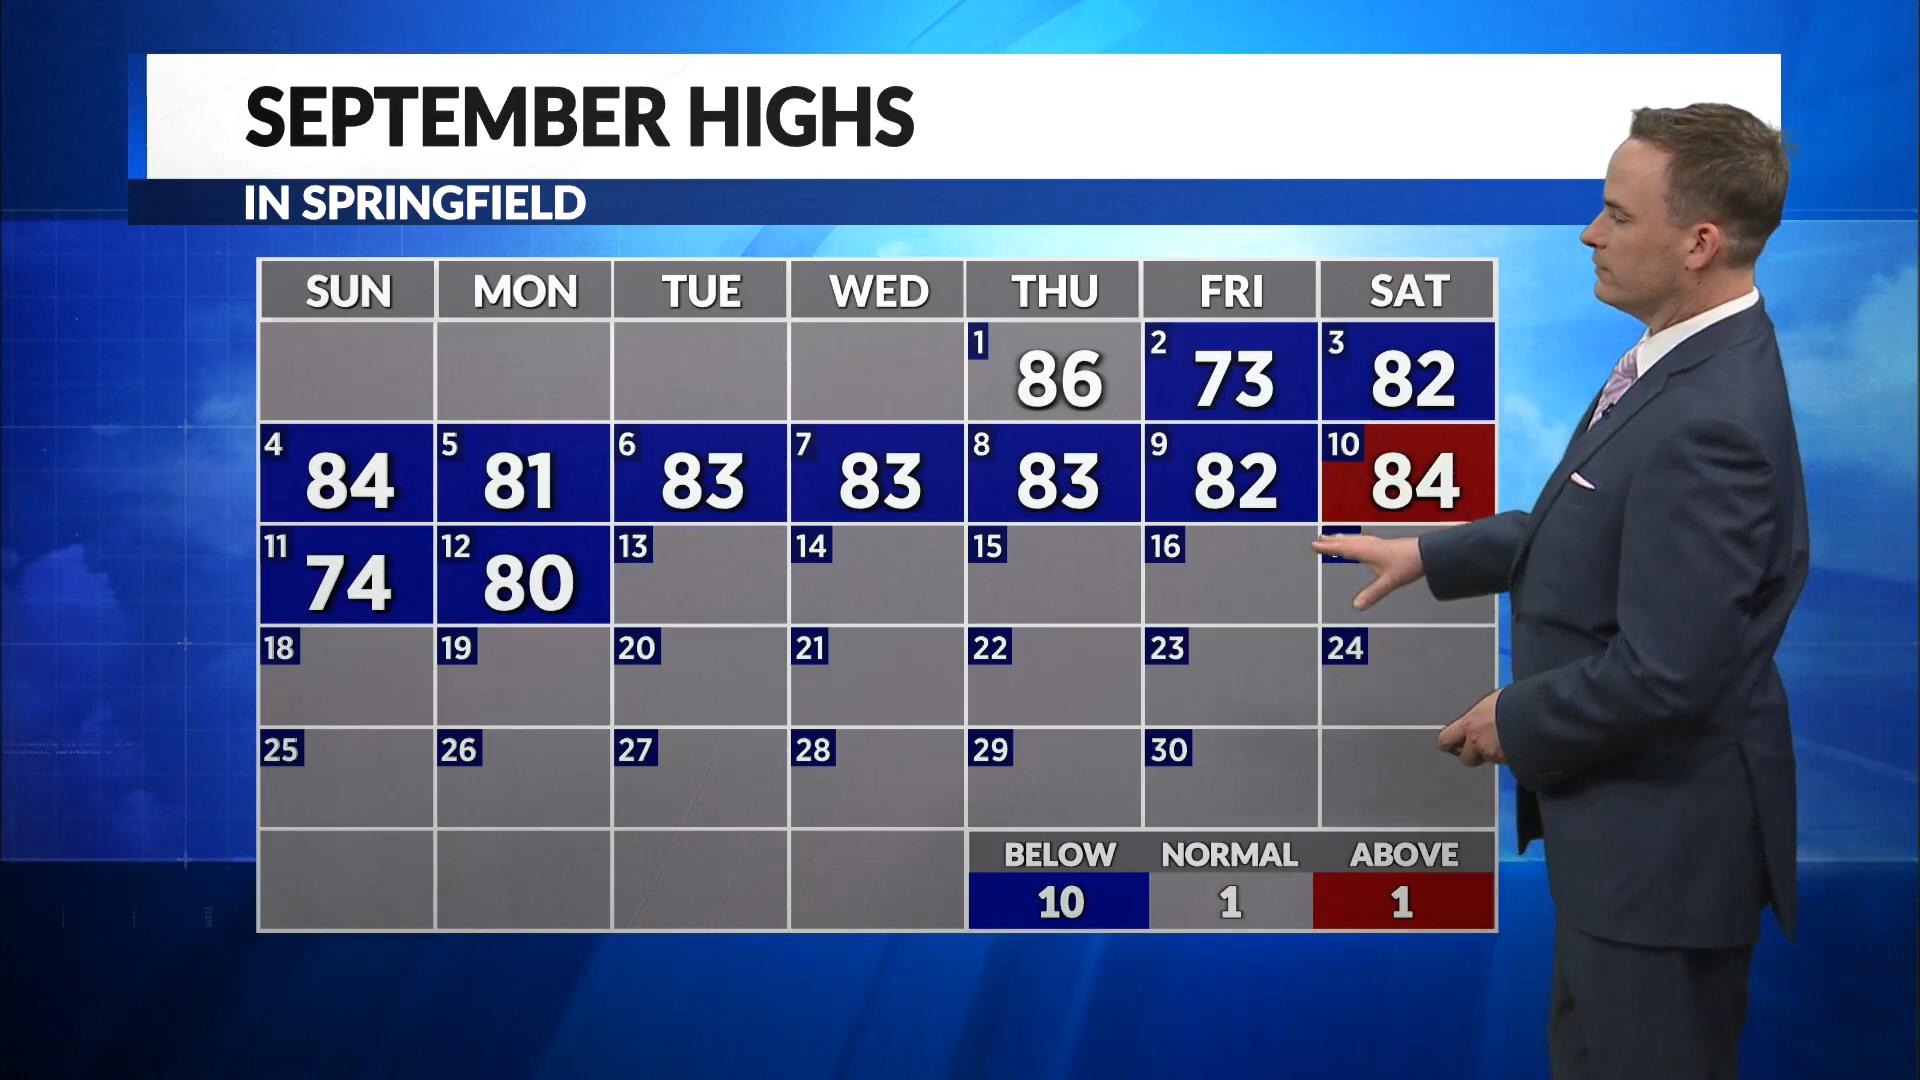 SEPTEMBER HIGHS
IN SPRINGFIELD
SUN MON TUE WED THU FRI SAT
1 86 2 73 3 82
4 84 5 81 6 83 7 83 8 83 9 82 10 84
11 74 12 80 13 14 15 16
18 19 20 21 22 23 24
25 26 27 28 29 30
BELOW NORMAL ABOVE
10 1 1